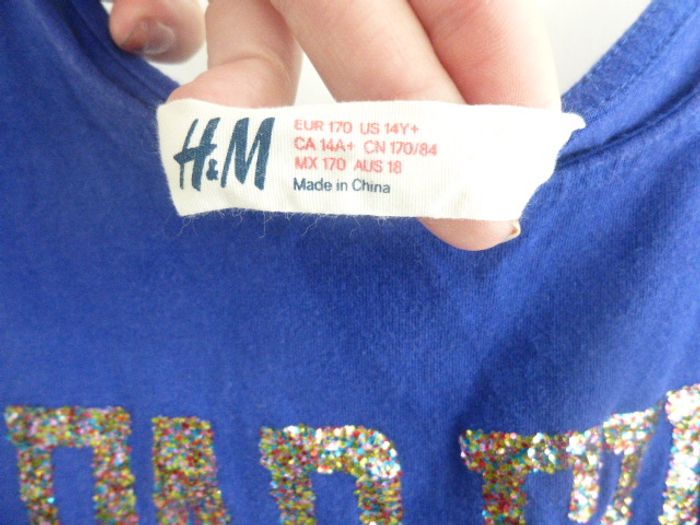 H&M
EUR 170 US 14Y+
CA 14A+ CN 170/84
MX 170 AUS 18
Made in China